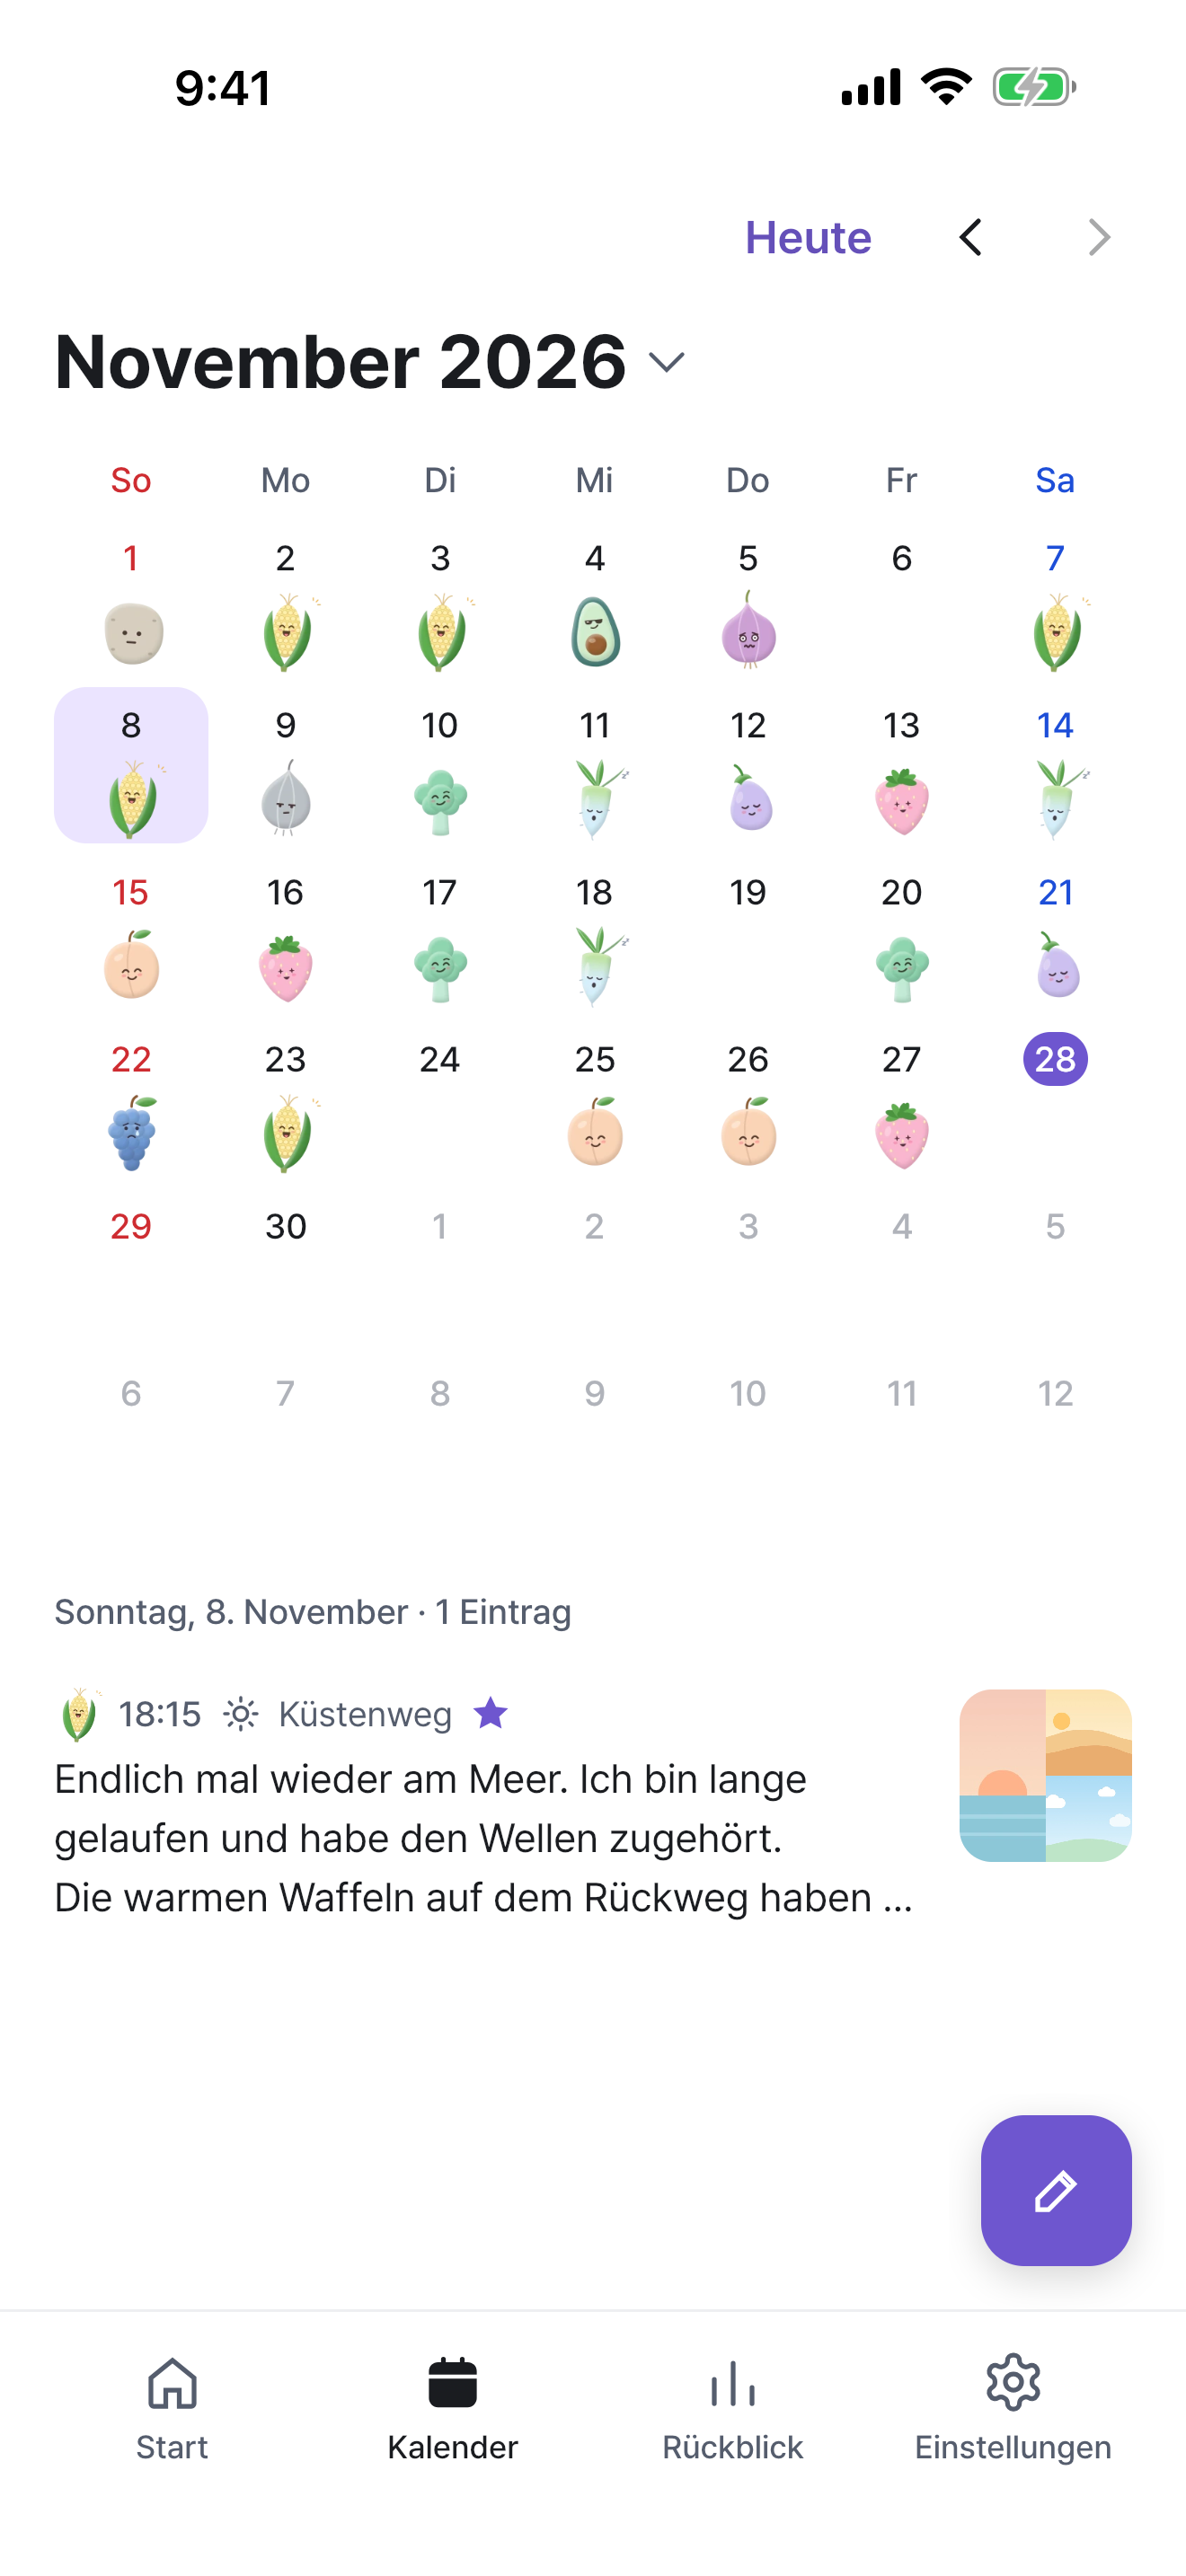 9:41
Heute
November 2026
So Mo Di Mi Do Fr Sa
1 2 3 4 5 6 7
8 9 10 11 12 13 14
15 16 17 18 19 20 21
22 23 24 25 26 27 28
29 30 1 2 3 4 5
6 7 8 9 10 11 12
Sonntag, 8. November · 1 Eintrag
18:15 Küstenweg
Endlich mal wieder am Meer. Ich bin lange
gelaufen und habe den Wellen zugehört.
Die warmen Waffeln auf dem Rückweg haben ...
Start Kalender Rückblick Einstellungen